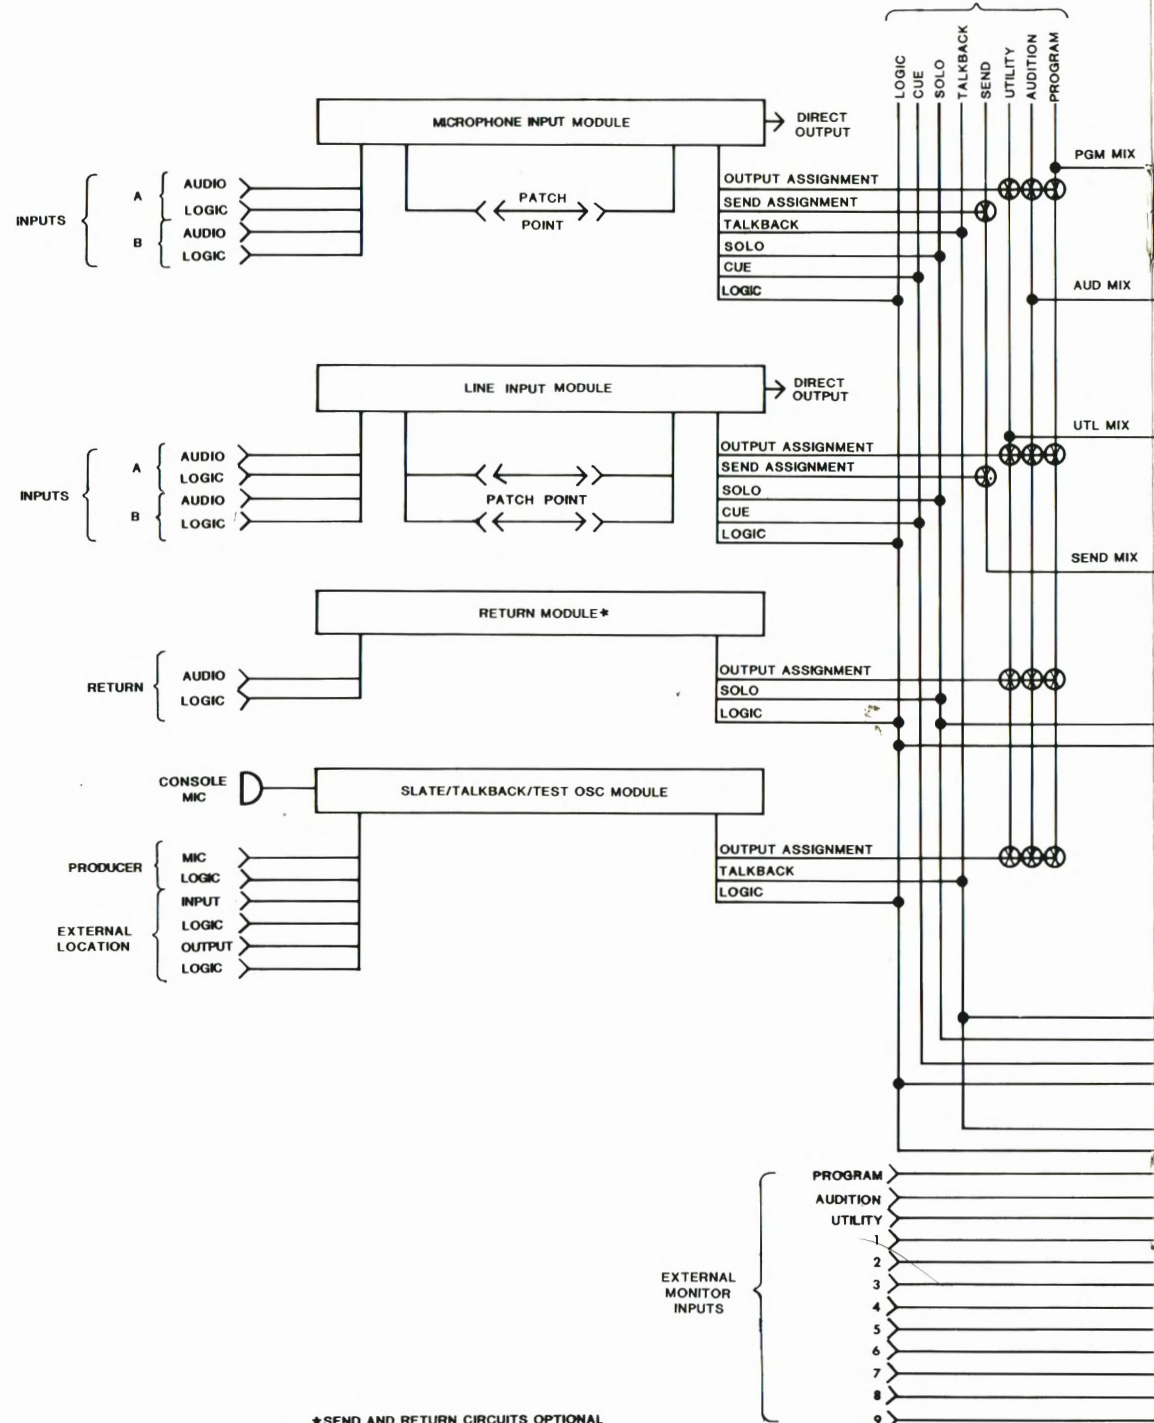 LOGIC
CUE
SOLO
TALKBACK
SEND
UTILITY
AUDITION
PROGRAM
MICROPHONE INPUT MODULE
DIRECT
OUTPUT
PGM MIX
INPUTS
A
AUDIO
LOGIC
B
AUDIO
LOGIC
PATCH
POINT
OUTPUT ASSIGNMENT
SEND ASSIGNMENT
TALKBACK
SOLO
CUE
LOGIC
AUD MIX
LINE INPUT MODULE
DIRECT
OUTPUT
UTL MIX
INPUTS
A
AUDIO
LOGIC
B
AUDIO
LOGIC
PATCH POINT
OUTPUT ASSIGNMENT
SEND ASSIGNMENT
SOLO
CUE
LOGIC
SEND MIX
RETURN MODULE*
RETURN
AUDIO
LOGIC
OUTPUT ASSIGNMENT
SOLO
LOGIC
CONSOLE
MIC
SLATE/TALKBACK/TEST OSC MODULE
PRODUCER
MIC
LOGIC
EXTERNAL
LOCATION
INPUT
LOGIC
OUTPUT
LOGIC
OUTPUT ASSIGNMENT
TALKBACK
LOGIC
EXTERNAL
MONITOR
INPUTS
PROGRAM
AUDITION
UTILITY
1
2
3
4
5
6
7
8
9
*SEND AND RETURN CIRCUITS OPTIONAL